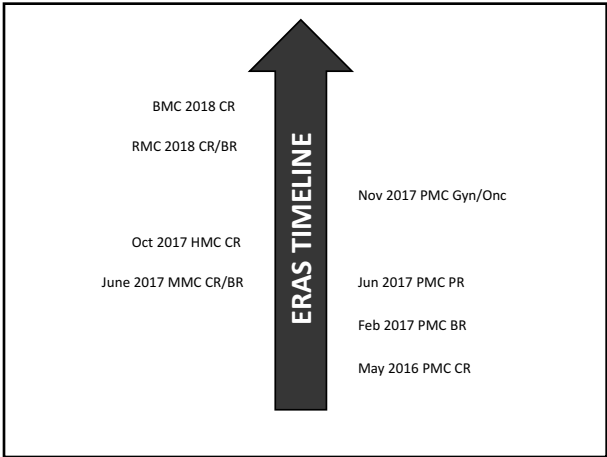 BMC 2018 CR
RMC 2018 CR/BR
Oct 2017 HMC CR
June 2017 MMC CR/BR
ERAS TIMELINE
Nov 2017 PMC Gyn/Onc
Jun 2017 PMC PR
Feb 2017 PMC BR
May 2016 PMC CR